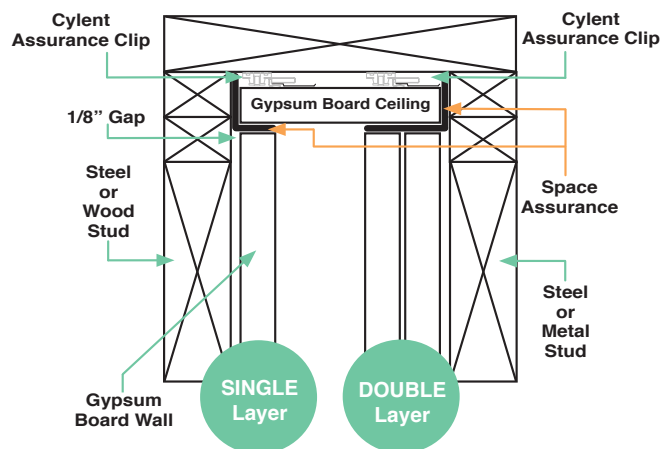 Cylent
Assurance Clip
Cylent
Assurance Clip
Gypsum Board Ceiling
1/8” Gap
Steel
or
Wood
Stud
Space
Assurance
Steel
or
Metal
Stud
Gypsum
Board Wall
SINGLE
Layer
DOUBLE
Layer